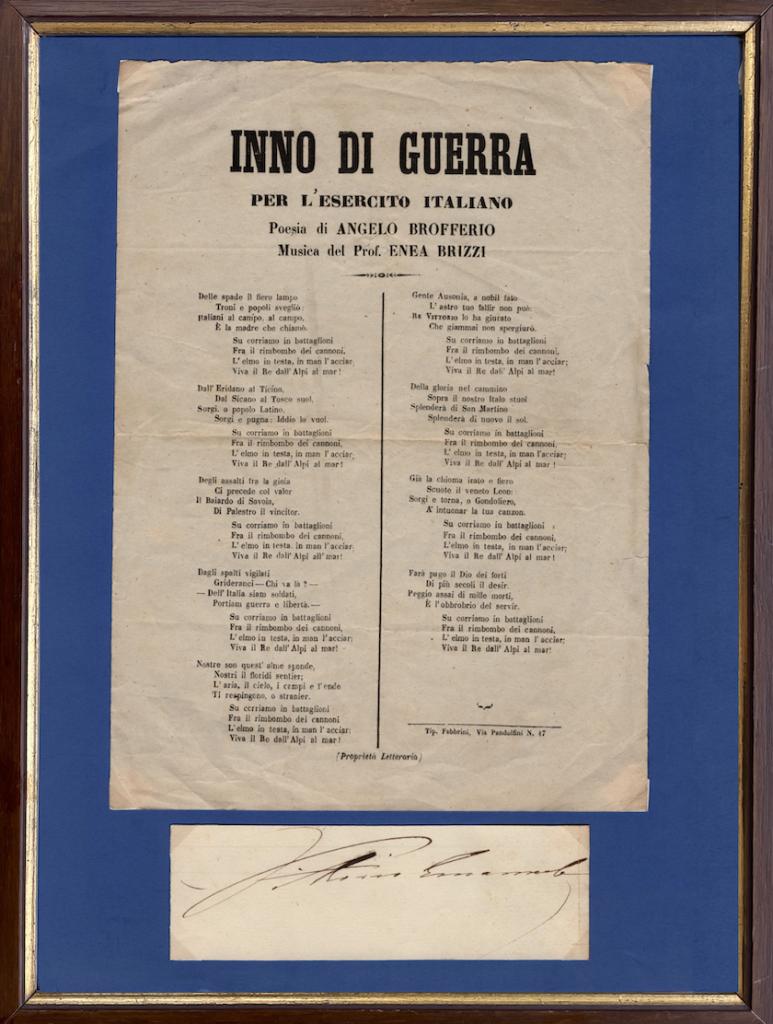 INNO DI GUERRA
PER L'ESERCITO ITALIANO
Poesia di ANGELO BROFFERIO
Musica del Prof. ENEA BRIZZI
Delle spade il fiero lampo
Troni e popoli svegliò:
Italiani al campo, al campo,
È la madre che chiamò.
Su corriamo in battaglioni
Fra il rimbombo dei cannoni,
L' elmo in testa, in man l' acciar,
Viva il Re dall' Alpi al mar!
Dall' Eridano al Ticino,
Dal Sicano al Tosco suol,
Sorgi, o popolo Latino,
Sorgi e pugna: Iddio lo vuol.
Su corriamo in battaglioni
Fra il rimbombo dei cannoni,
L' elmo in testa, in man l' acciar,
Viva il Re dall' Alpi al mar!
Degli assalti fra la gioia
Ci precede col valor
Il Baiardo di Savoia,
Di Palestro il vincitor.
Su corriamo in battaglioni
Fra il rimbombo dei cannoni,
L' elmo in testa, in man l' acciar,
Viva il Re dall' Alpi all' mar!
Dagli spalti vigilati
Grideranci — Chi va là? —
— Dell' Italia siam soldati,
Portiam guerra e libertà. —
Su corriamo in battaglioni
Fra il rimbombo dei cannoni,
L' elmo in testa, in man l' acciar,
Viva il Re dall' Alpi al mar!
Nostre son quest' alme sponde,
Nostri il floridi sentier;
L' aria, il cielo, i campi e l' onde
Ti respingono, o stranier.
Su corriamo in battaglioni
Fra il rimbombo dei cannoni
L' elmo in testa, in man l' acciar:
Viva il Re dall' Alpi al mar!
Gente Ausonia, a nobil fato
L' astro tuo fallir non può:
Re VITTORIO lo ha giurato
Che giammai non spergiurò.
Su corriamo in battaglioni
Fra il rimbombo dei cannoni,
L' elmo in testa, in man l' acciar;
Viva il Re dall' Alpi al mar!
Della gloria nel cammino
Sopra il nostro Italo stuol
Splenderà di San Martino
Splenderà di nuovo il sol.
Su corriamo in battaglioni
Fra il rimbombo dei cannoni,
L' elmo in testa, in man l' acciar;
Viva il Re dall' Alpi al mar!
Già la chioma irato e fiero
Scuote il veneto Leon:
Sorgi e torna, o Gondoliero,
A' intuonar la tua canzon.
Su corriamo in battaglioni
Fra il rimbombo dei cannoni,
L' elmo in testa, in man l' acciar;
Viva il Re dall' Alpi al mar!
Farà pago il Dio dei forti
Di più secoli il desir.
Peggio assai di mille morti,
È l' obbrobrio del servir.
Su corriamo in battaglioni
Fra il rimbombo dei cannoni,
L' elmo in testa, in man l' acciar;
Viva il Re dall' Alpi al mar!
Tip. Fabbrini, Via Pandolfini N. 17
(Proprietà Letteraria)
Vittorio Emanuele